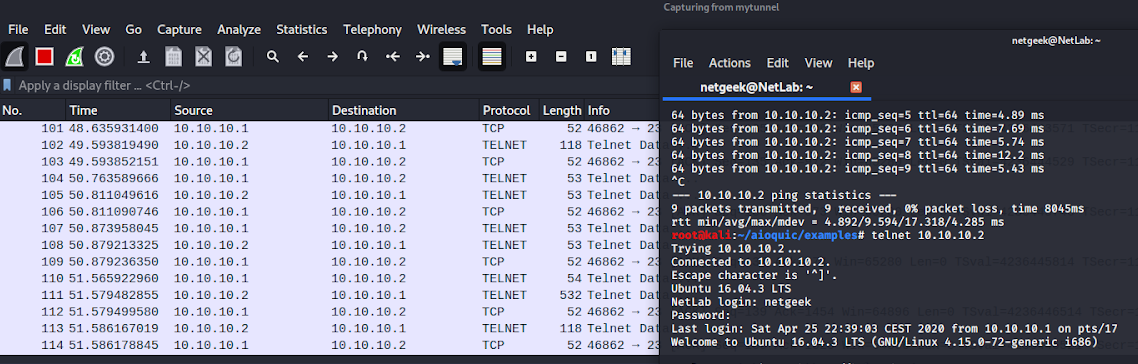 Capturing from mytunnel
File Edit View Go Capture Analyze Statistics Telephony Wireless Tools Help
Apply a display filter ... <Ctrl-/>
No. Time Source Destination Protocol Length Info
101 48.635931400 10.10.10.1 10.10.10.2 TCP 52 46862 → 23
102 49.593819490 10.10.10.2 10.10.10.1 TELNET 118 Telnet Data
103 49.593852151 10.10.10.1 10.10.10.2 TCP 52 46862 → 23
104 50.763589666 10.10.10.1 10.10.10.2 TELNET 53 Telnet Data
105 50.811049616 10.10.10.2 10.10.10.1 TELNET 53 Telnet Data
106 50.811090746 10.10.10.1 10.10.10.2 TCP 52 46862 → 23
107 50.873958045 10.10.10.1 10.10.10.2 TELNET 53 Telnet Data
108 50.879213325 10.10.10.2 10.10.10.1 TELNET 53 Telnet Data
109 50.879236350 10.10.10.1 10.10.10.2 TCP 52 46862 → 23
110 51.565922960 10.10.10.1 10.10.10.2 TELNET 54 Telnet Data
111 51.579482855 10.10.10.2 10.10.10.1 TELNET 532 Telnet Data
112 51.579499580 10.10.10.1 10.10.10.2 TCP 52 46862 → 23
113 51.586167019 10.10.10.2 10.10.10.1 TELNET 118 Telnet Data
114 51.586178845 10.10.10.1 10.10.10.2 TCP 52 46862 → 23
netgeek@NetLab: ~
File Actions Edit View Help
netgeek@NetLab: ~
64 bytes from 10.10.10.2: icmp_seq=5 ttl=64 time=4.89 ms
64 bytes from 10.10.10.2: icmp_seq=6 ttl=64 time=7.69 ms
64 bytes from 10.10.10.2: icmp_seq=7 ttl=64 time=5.74 ms
64 bytes from 10.10.10.2: icmp_seq=8 ttl=64 time=12.2 ms
64 bytes from 10.10.10.2: icmp_seq=9 ttl=64 time=5.43 ms
^C
--- 10.10.10.2 ping statistics ---
9 packets transmitted, 9 received, 0% packet loss, time 8045ms
rtt min/avg/max/mdev = 4.892/9.594/17.318/4.285 ms
root@kali:~/aioquic/examples# telnet 10.10.10.2
Trying 10.10.10.2...
Connected to 10.10.10.2.
Escape character is '^]'.
Ubuntu 16.04.3 LTS
NetLab login: netgeek
Password:
Last login: Sat Apr 25 22:39:03 CEST 2020 from 10.10.10.1 on pts/17
Welcome to Ubuntu 16.04.3 LTS (GNU/Linux 4.15.0-72-generic i686)